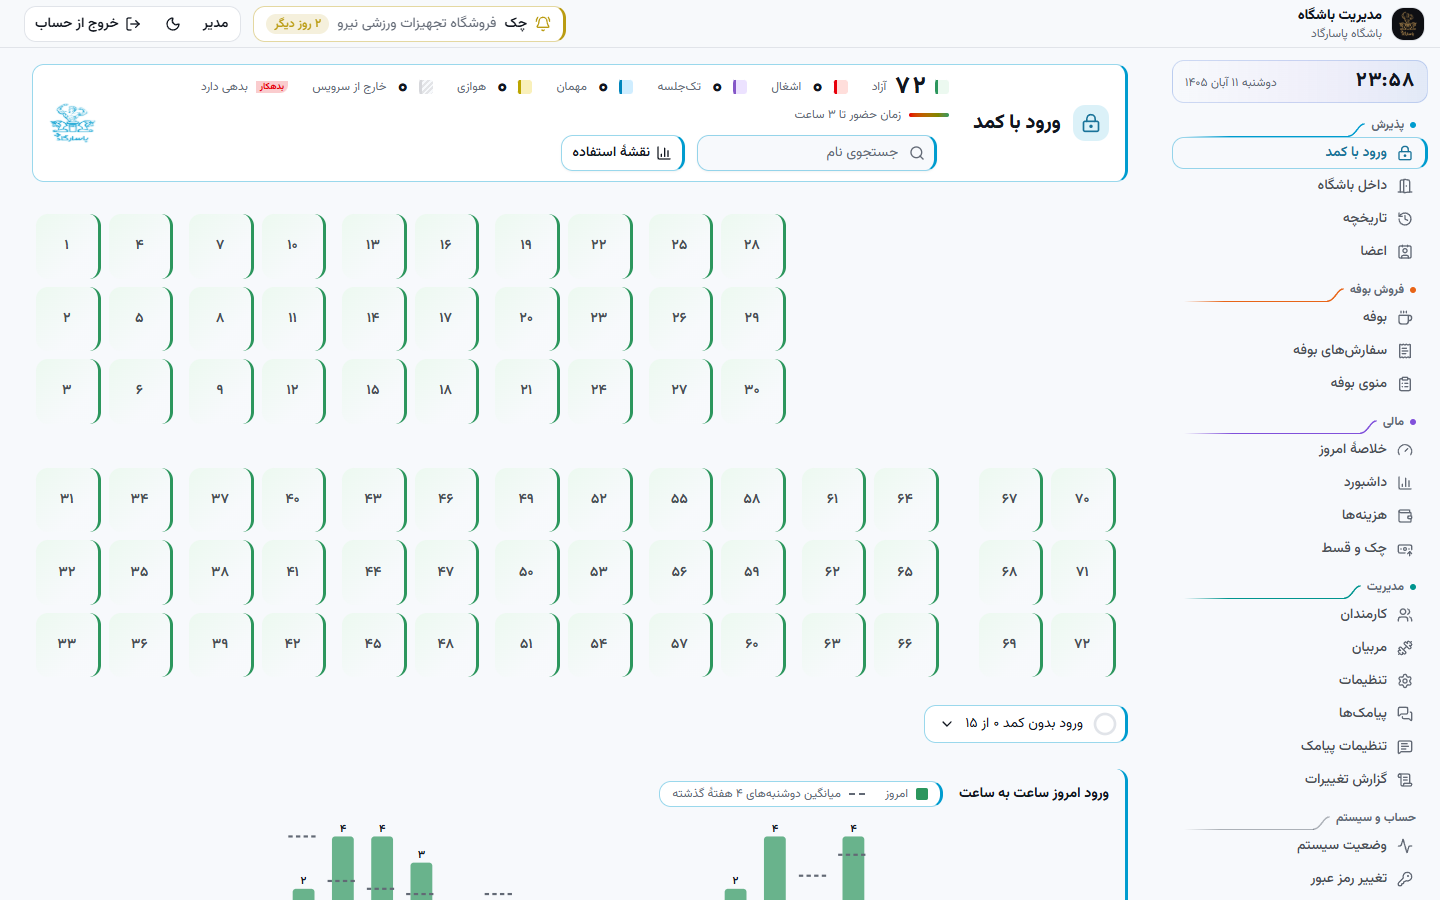 مدیریت باشگاه
باشگاه پاسارگاد
چک فروشگاه تجهیزات ورزشی نیرو ۲ روز دیگر
مدیر
خروج از حساب
۲۳:۵۸
دوشنبه ۱۱ آبان ۱۴۰۵
پذیرش
ورود با کمد
داخل باشگاه
تاریخچه
اعضا
فروش بوفه
بوفه
سفارش‌های بوفه
منوی بوفه
مالی
خلاصهٔ امروز
داشبورد
هزینه‌ها
چک و قسط
مدیریت
کارمندان
مربیان
تنظیمات
پیامک‌ها
تنظیمات پیامک
گزارش تغییرات
حساب و سیستم
وضعیت سیستم
تغییر رمز عبور
ورود با کمد
۷۲ آزاد
۰ اشغال
۰ تک‌جلسه
۰ مهمان
۰ هوازی
۰ خارج از سرویس
بدهکار بدهی دارد
زمان حضور تا ۳ ساعت
جستجوی نام
نقشهٔ استفاده
پاسارگاد
۱ ۴ ۷ ۱۰ ۱۳ ۱۶ ۱۹ ۲۲ ۲۵ ۲۸
۲ ۵ ۸ ۱۱ ۱۴ ۱۷ ۲۰ ۲۳ ۲۶ ۲۹
۳ ۶ ۹ ۱۲ ۱۵ ۱۸ ۲۱ ۲۴ ۲۷ ۳۰
۳۱ ۳۴ ۳۷ ۴۰ ۴۳ ۴۶ ۴۹ ۵۲ ۵۵ ۵۸ ۶۱ ۶۴ ۶۷ ۷۰
۳۲ ۳۵ ۳۸ ۴۱ ۴۴ ۴۷ ۵۰ ۵۳ ۵۶ ۵۹ ۶۲ ۶۵ ۶۸ ۷۱
۳۳ ۳۶ ۳۹ ۴۲ ۴۵ ۴۸ ۵۱ ۵۴ ۵۷ ۶۰ ۶۳ ۶۶ ۶۹ ۷۲
ورود بدون کمد ۰ از ۱۵
ورود امروز ساعت به ساعت
امروز
میانگین دوشنبه‌های ۴ هفتهٔ گذشته
۲ ۴ ۴ ۳ ۲ ۴ ۴